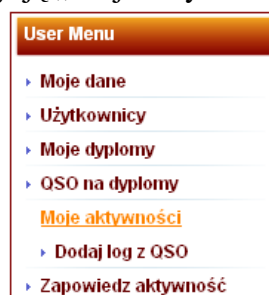 User Menu
Moje dane
Użytkownicy
Moje dyplomy
QSO na dyplomy
Moje aktywności
Dodaj log z QSO
Zapowiedz aktywność